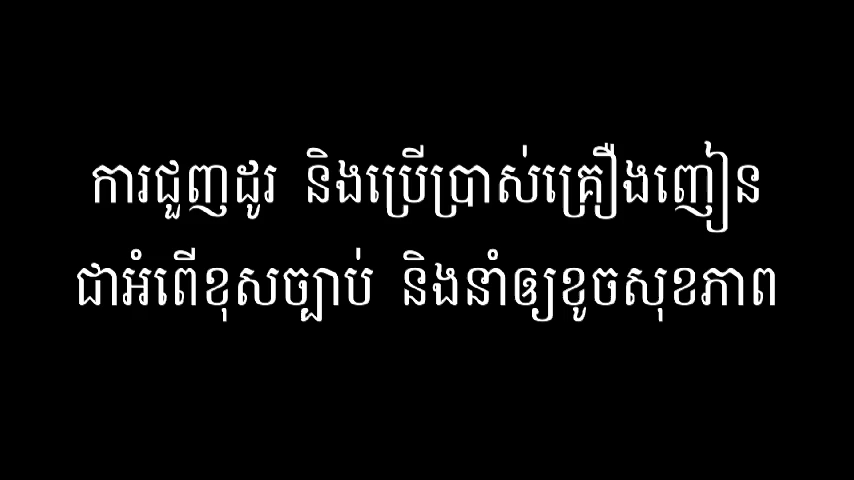 ការជួញដូរ និងប្រើប្រាស់គ្រឿងញៀន
ជាអំពើខុសច្បាប់ និងនាំឲ្យខូចសុខភាព